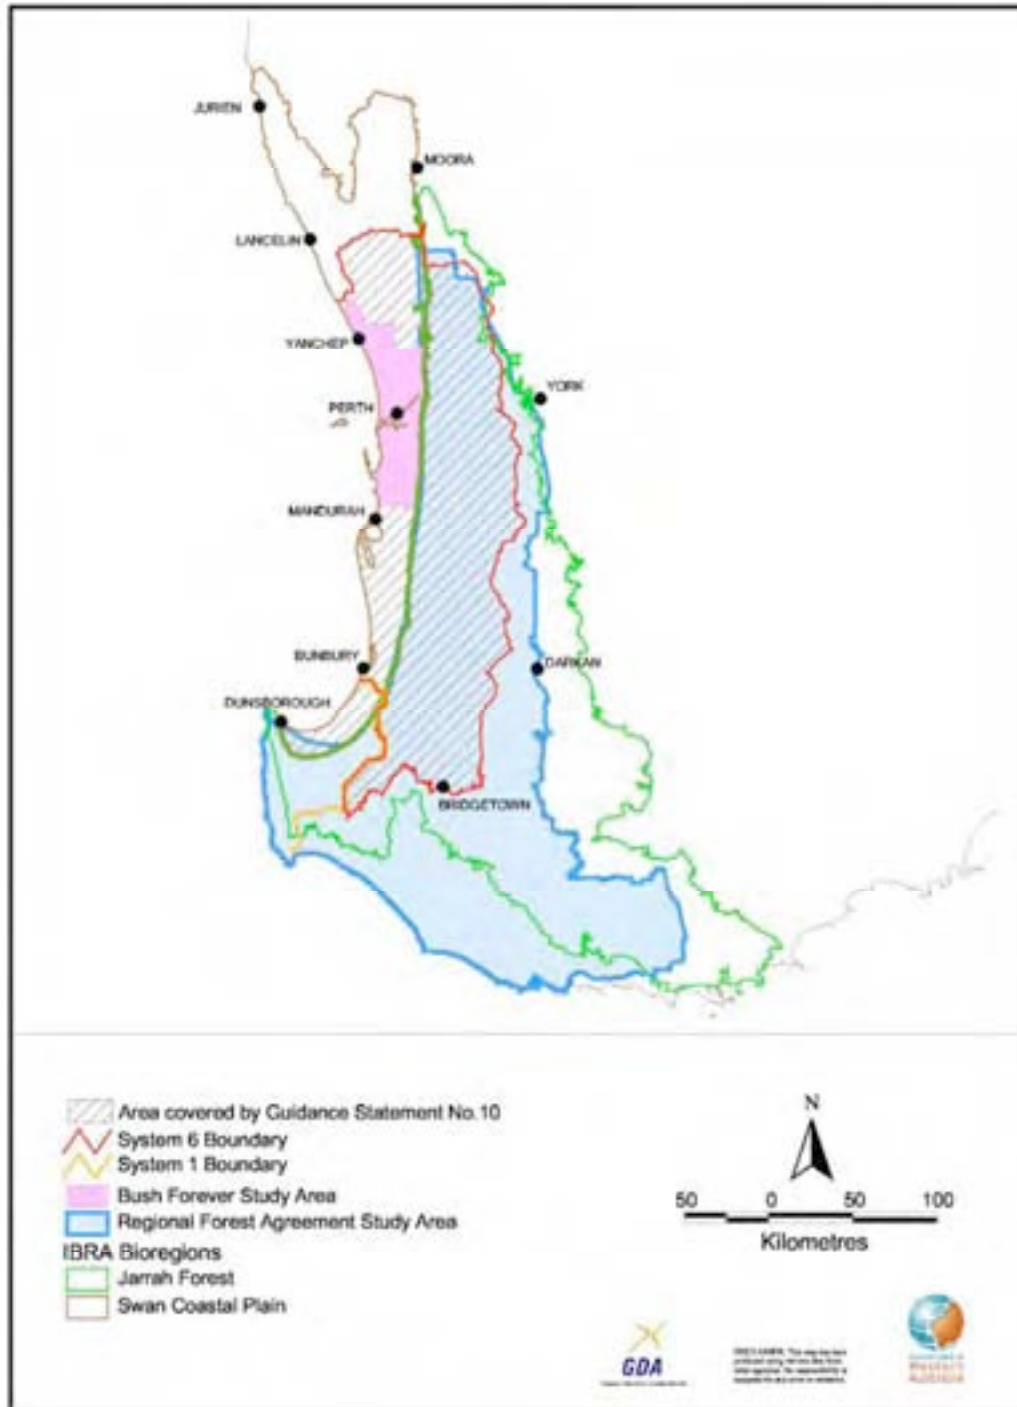 JURIEN
MOORA
LANCELIN
YANCHEP
YORK
PERTH
MANDURAH
BUNBURY
DARKAN
DUNSBOROUGH
BRIDGETOWN
Area covered by Guidance Statement No.10
System 6 Boundary
System 1 Boundary
Bush Forever Study Area
Regional Forest Agreement Study Area
IBRA Bioregions
Jarrah Forest
Swan Coastal Plain
N
50 0 50 100
Kilometres
GDA
Western
Australia